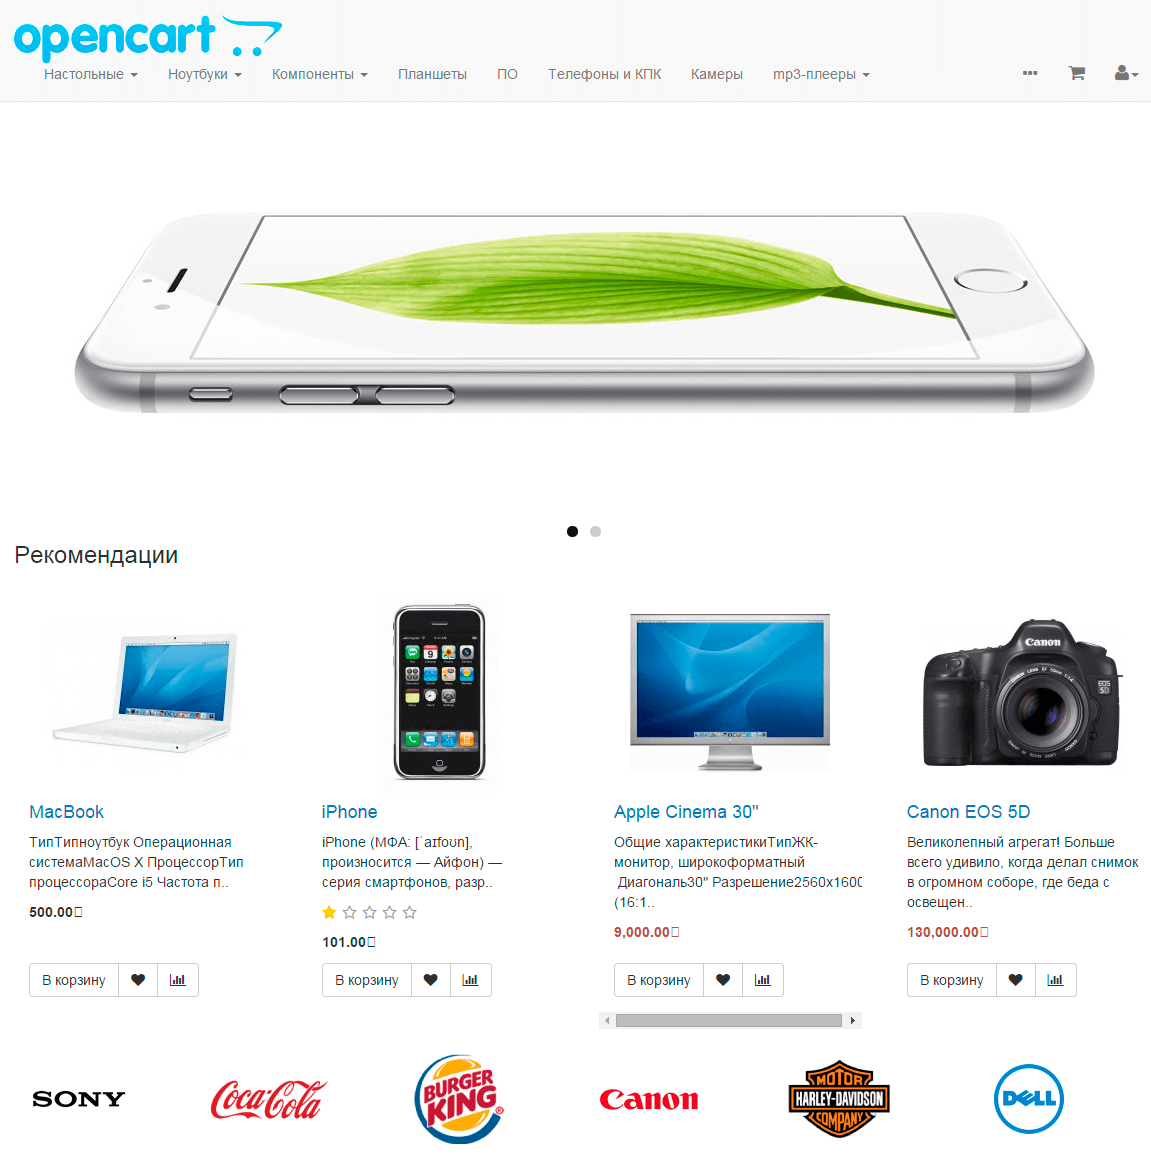 opencart
Настольные Ноутбуки Компоненты Планшеты ПО Телефоны и КПК Камеры mp3-плееры
Рекомендации
Canon
EOS
5D
MacBook iPhone Apple Cinema 30" Canon EOS 5D
ТипТипноутбук Операционная
системаMacOS X ПроцессорТип
процессораCore i5 Частота п..
500.00
iPhone (МФА: [ˈaɪfoʊn],
произносится — Айфон) —
серия смартфонов, разр..
101.00
Общие характеристикиТипЖК-
монитор, широкоформатный
Диагональ30" Разрешение2560x1600
(16:1..
9,000.00
Великолепный агрегат! Больше
всего удивило, когда делал снимок
в огромном соборе, где беда с
освещен..
130,000.00
В корзину В корзину В корзину В корзину
SONY
Coca-Cola
BURGER
KING
®
Canon
MOTOR
HARLEY-DAVIDSON
COMPANY
DELL